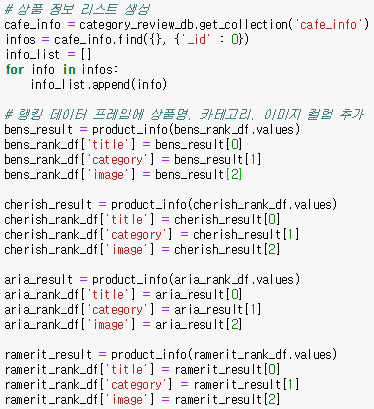 # 상품 정보 리스트 생성
cafe_info = category_review_db.get_collection('cafe_info')
infos = cafe_info.find({}, {'_id' : 0})
info_list = []
for info in infos:
    info_list.append(info)

# 랭킹 데이터 프레임에 상품명, 카테고리, 이미지 컬럼 추가
bens_result = product_info(bens_rank_df.values)
bens_rank_df['title'] = bens_result[0]
bens_rank_df['category'] = bens_result[1]
bens_rank_df['image'] = bens_result[2]

cherish_result = product_info(cherish_rank_df.values)
cherish_rank_df['title'] = cherish_result[0]
cherish_rank_df['category'] = cherish_result[1]
cherish_rank_df['image'] = cherish_result[2]

aria_result = product_info(aria_rank_df.values)
aria_rank_df['title'] = aria_result[0]
aria_rank_df['category'] = aria_result[1]
aria_rank_df['image'] = aria_result[2]

ramerit_result = product_info(ramerit_rank_df.values)
ramerit_rank_df['title'] = ramerit_result[0]
ramerit_rank_df['category'] = ramerit_result[1]
ramerit_rank_df['image'] = ramerit_result[2]